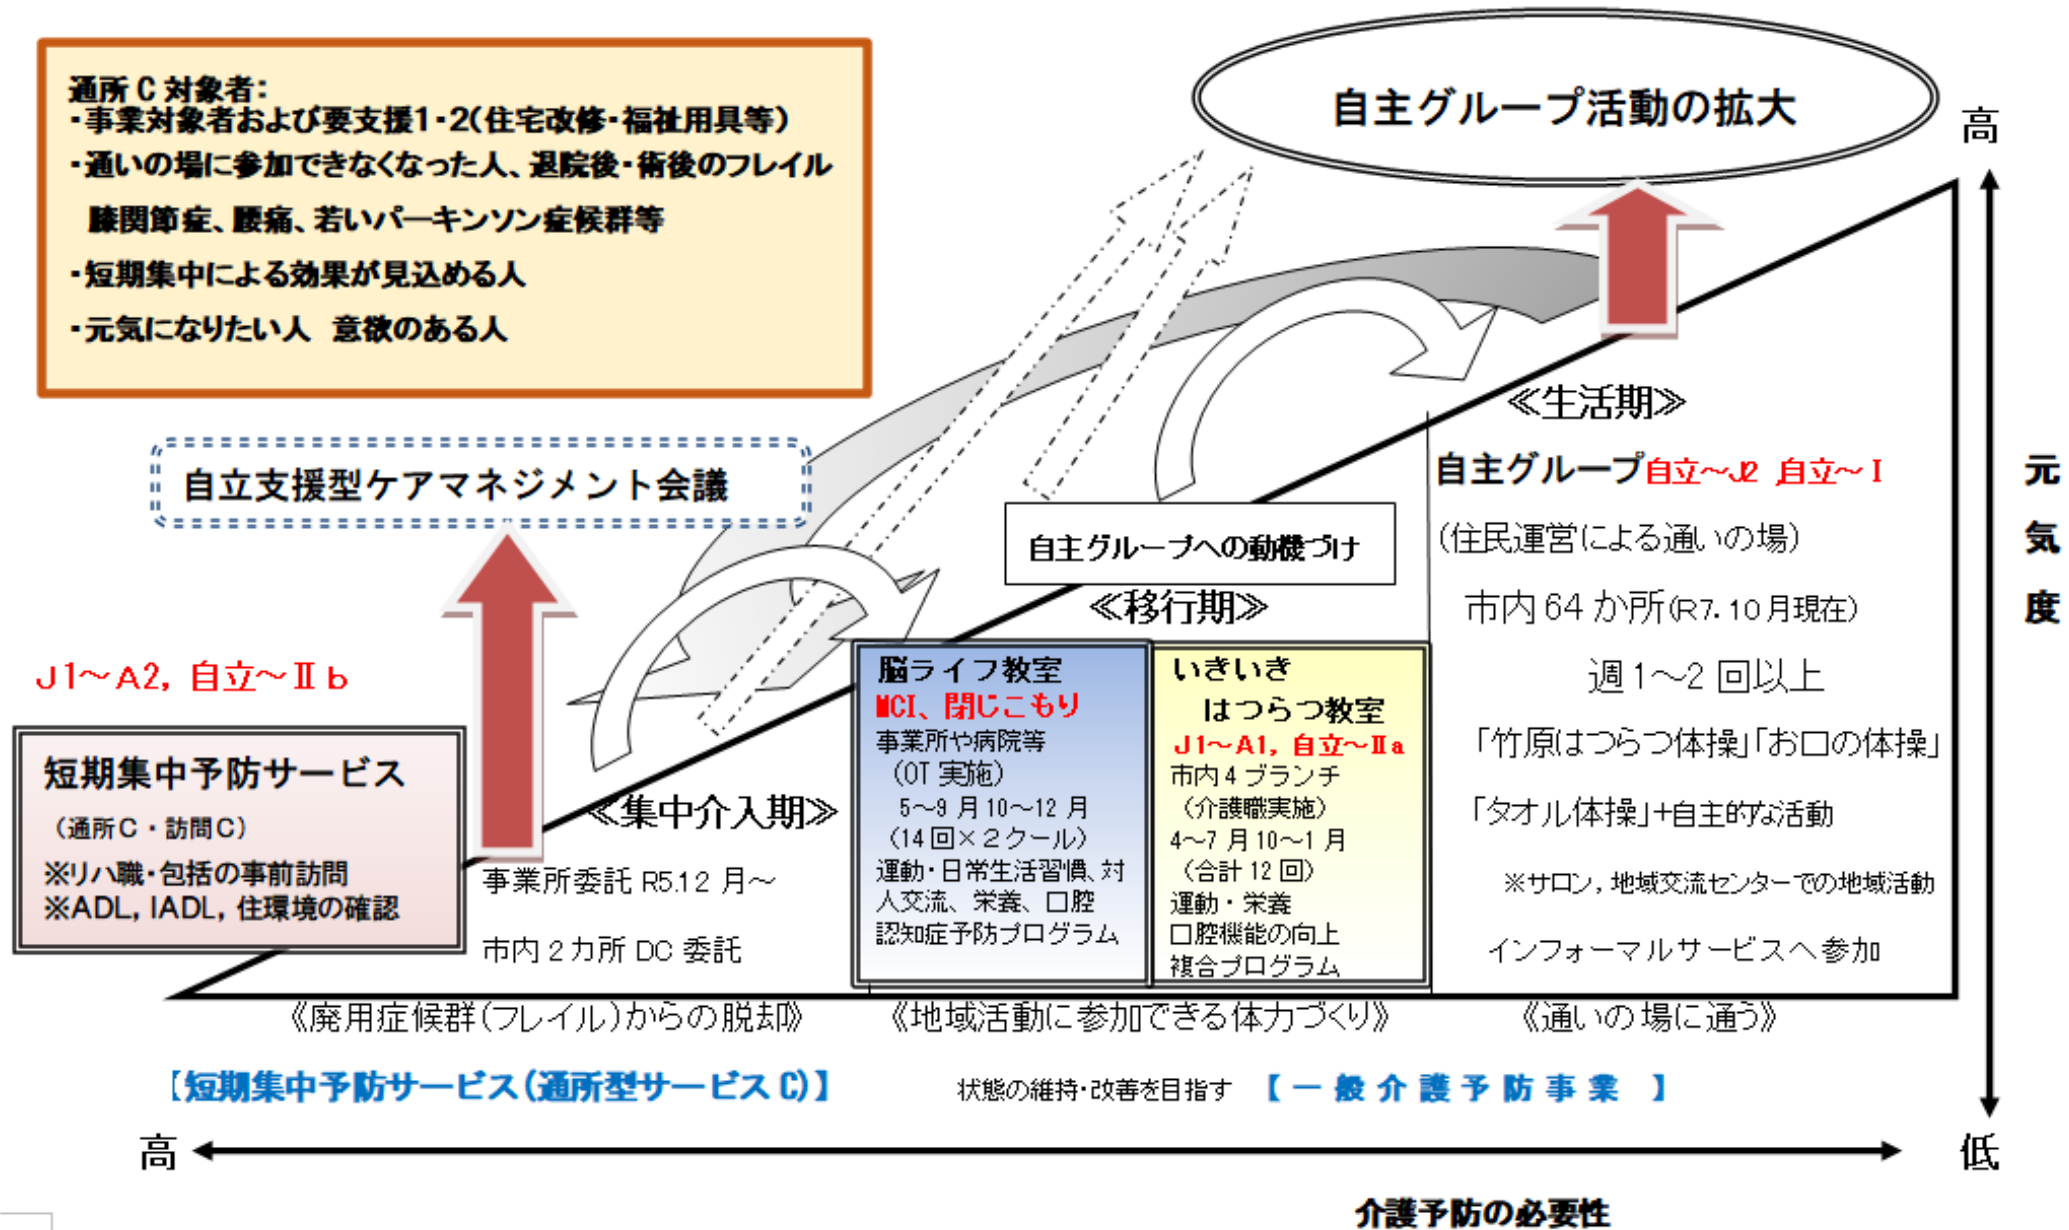 通所C対象者：
・事業対象者および要支援1・2(住宅改修・福祉用具等)
・通いの場に参加できなくなった人、退院後・術後のフレイル
膝関節症、腰痛、若いパーキンソン症候群等
・短期集中による効果が見込める人
・元気になりたい人　意欲のある人
自主グループ活動の拡大
高
元気度
低
自立支援型ケアマネジメント会議
J1～A2, 自立～Ⅱb
短期集中予防サービス
(通所C・訪問C)
※リハ職・包括の事前訪問
※ADL, IADL, 住環境の確認
≪集中介入期≫
事業所委託 R5.12月～
市内2カ所DC委託
自主グループへの動機づけ
≪移行期≫
脳ライフ教室
MCI、閉じこもり
事業所や病院等
(OT実施)
5～9月10～12月
(14回×2クール)
運動・日常生活習慣、対
人交流、栄養、口腔
認知症予防プログラム
いきいき
はつらつ教室
J1～A1, 自立～Ⅱa
市内4ブランチ
(介護職実施)
4～7月10～1月
(合計12回)
運動・栄養
口腔機能の向上
複合プログラム
≪生活期≫
自主グループ自立～J2 ,自立～Ⅰ
(住民運営による通いの場)
市内64か所(R7.10月現在)
週1～2回以上
「竹原はつらつ体操」「お口の体操」
「タオル体操」+自主的な活動
※サロン, 地域交流センターでの地域活動
インフォーマルサービスへ参加
《廃用症候群(フレイル)からの脱却》
《地域活動に参加できる体力づくり》
《通いの場に通う》
【短期集中予防サービス(通所型サービスC)】
状態の維持・改善を目指す　【一般介護予防事業】
高
介護予防の必要性